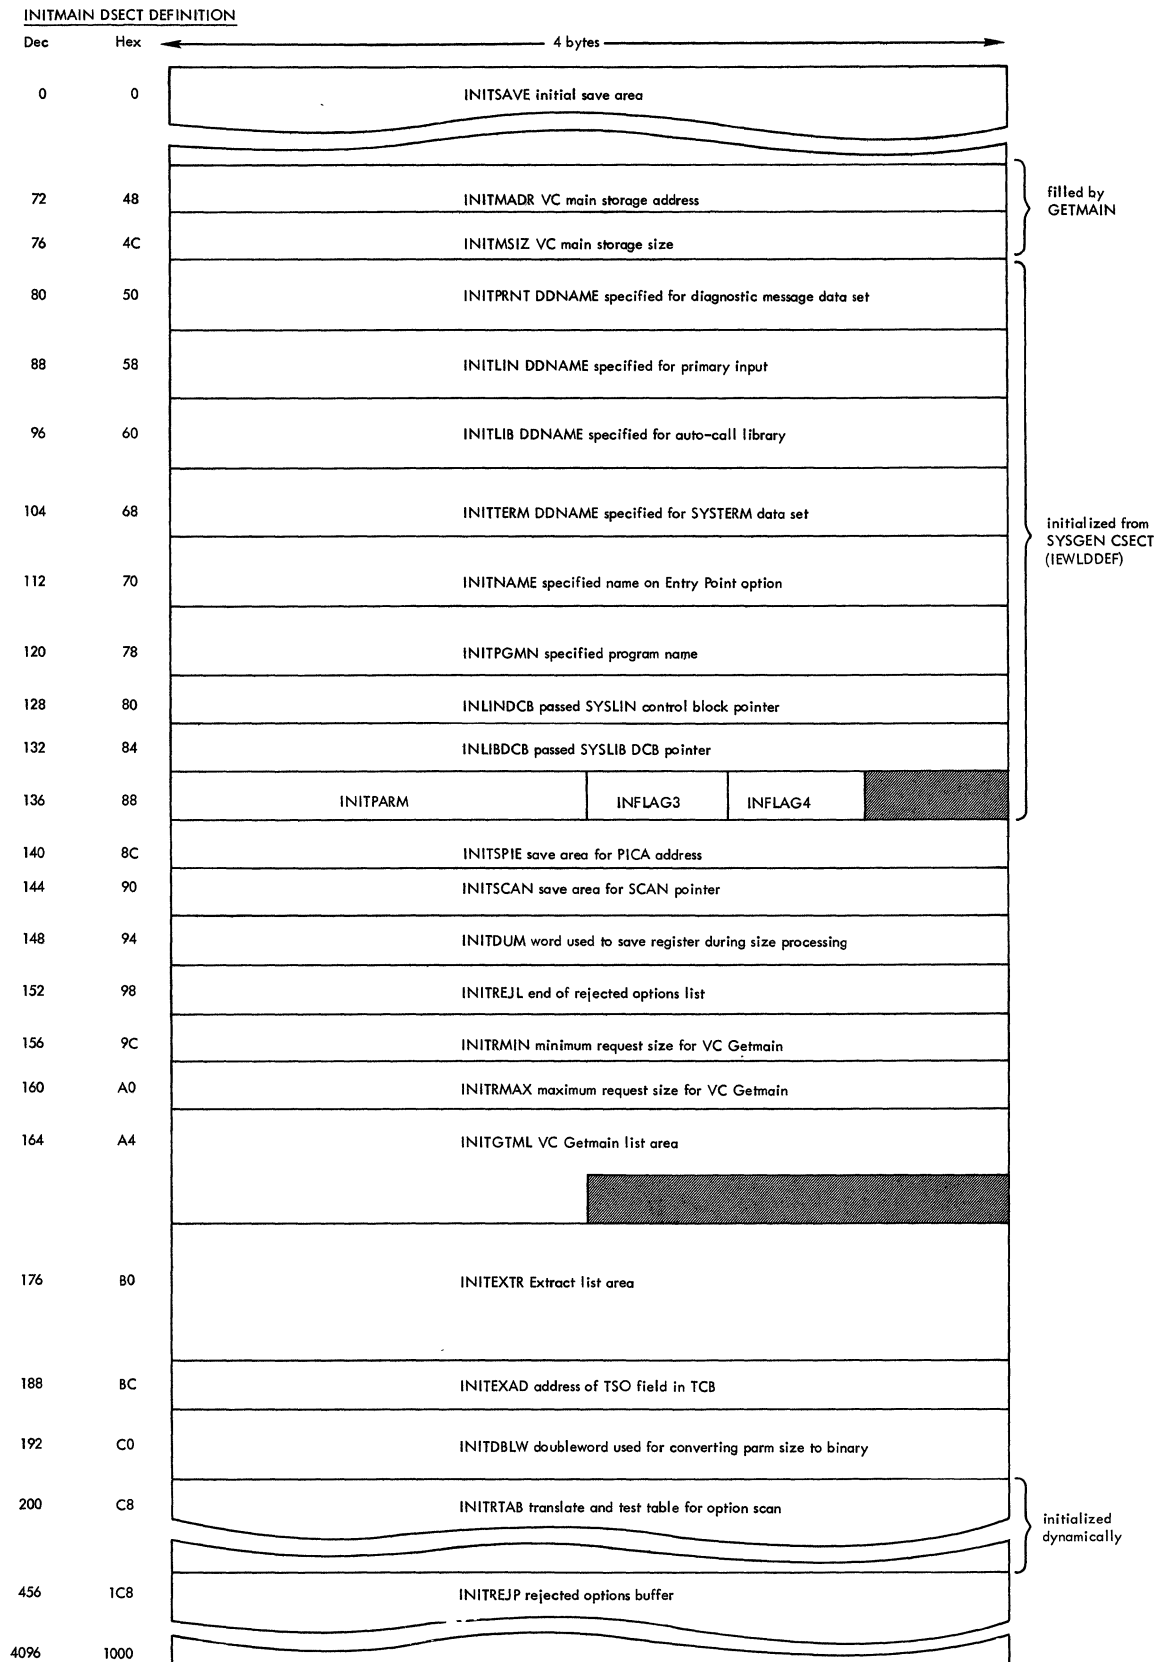 INITMAIN DSECT DEFINITION
Dec Hex 4 bytes
0 0 INITSAVE initial save area
72 48 INITMADR VC main storage address
filled by
GETMAIN
76 4C INITMSIZ VC main storage size
80 50 INITPRNT DDNAME specified for diagnostic message data set
88 58 INITLIN DDNAME specified for primary input
96 60 INITLIB DDNAME specified for auto-call library
104 68 INITTERM DDNAME specified for SYSTERM data set
initialized from
SYSGEN CSECT
(IEWLDDEF)
112 70 INITNAME specified name on Entry Point option
120 78 INITPGMN specified program name
128 80 INLINDCB passed SYSLIN control block pointer
132 84 INLIBDCB passed SYSLIB DCB pointer
136 88 INITPARM INFLAG3 INFLAG4
140 8C INITSPIE save area for PICA address
144 90 INITSCAN save area for SCAN pointer
148 94 INITDUM word used to save register during size processing
152 98 INITREJL end of rejected options list
156 9C INITRMIN minimum request size for VC Getmain
160 A0 INITRMAX maximum request size for VC Getmain
164 A4 INITGTML VC Getmain list area
176 B0 INITEXTR Extract list area
188 BC INITEXAD address of TSO field in TCB
192 C0 INITDBLW doubleword used for converting parm size to binary
200 C8 INITRTAB translate and test table for option scan
initialized
dynamically
456 1C8 INITREJP rejected options buffer
4096 1000